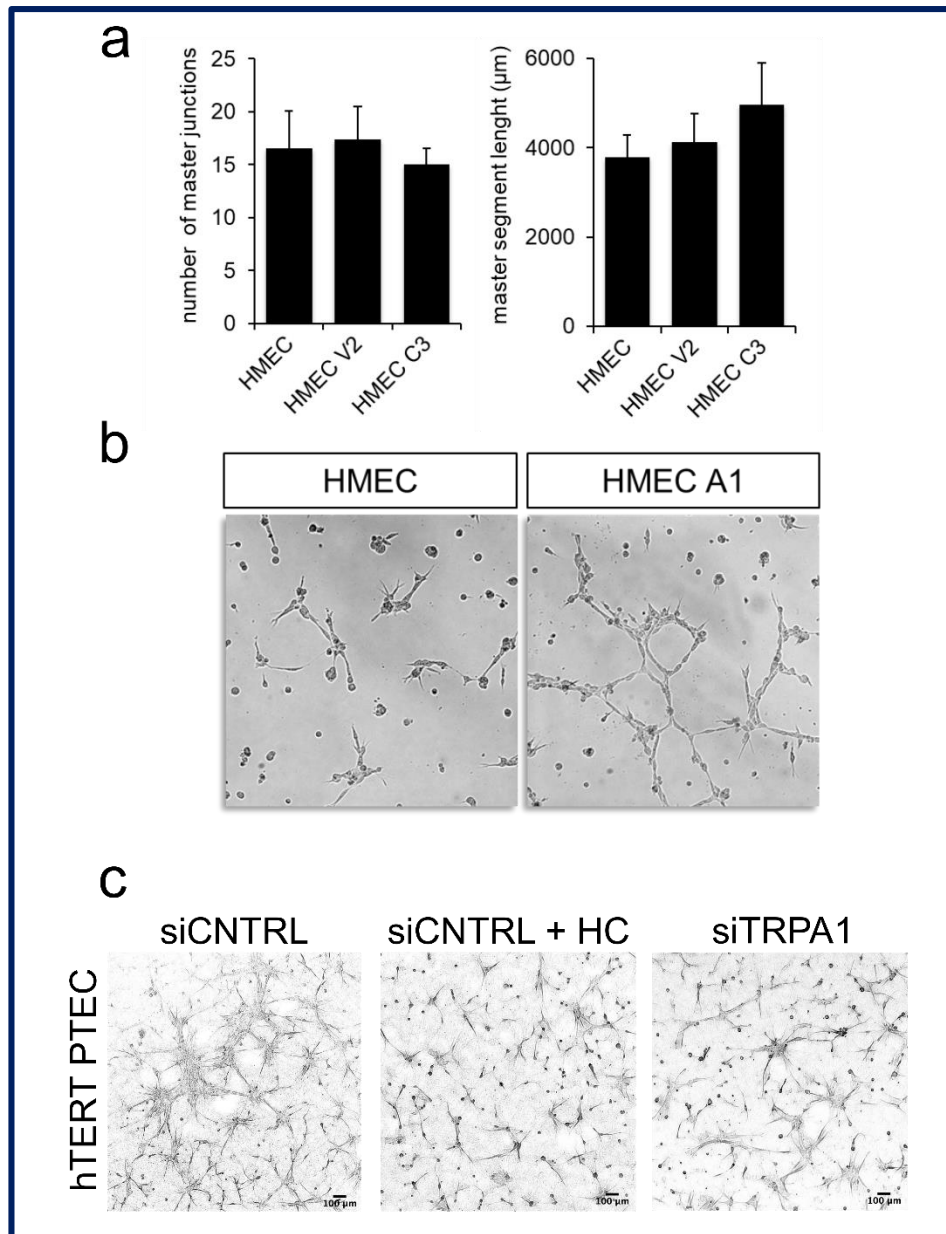 a
number of master junctions
25
20
15
10
5
0
HMEC
HMEC V2
HMEC C3
master segment lenght (µm)
6000
4000
2000
0
HMEC
HMEC V2
HMEC C3
b
HMEC
HMEC A1
c
siCNTRL
siCNTRL + HC
siTRPA1
hTERT PTEC
100 µm
100 µm
100 µm